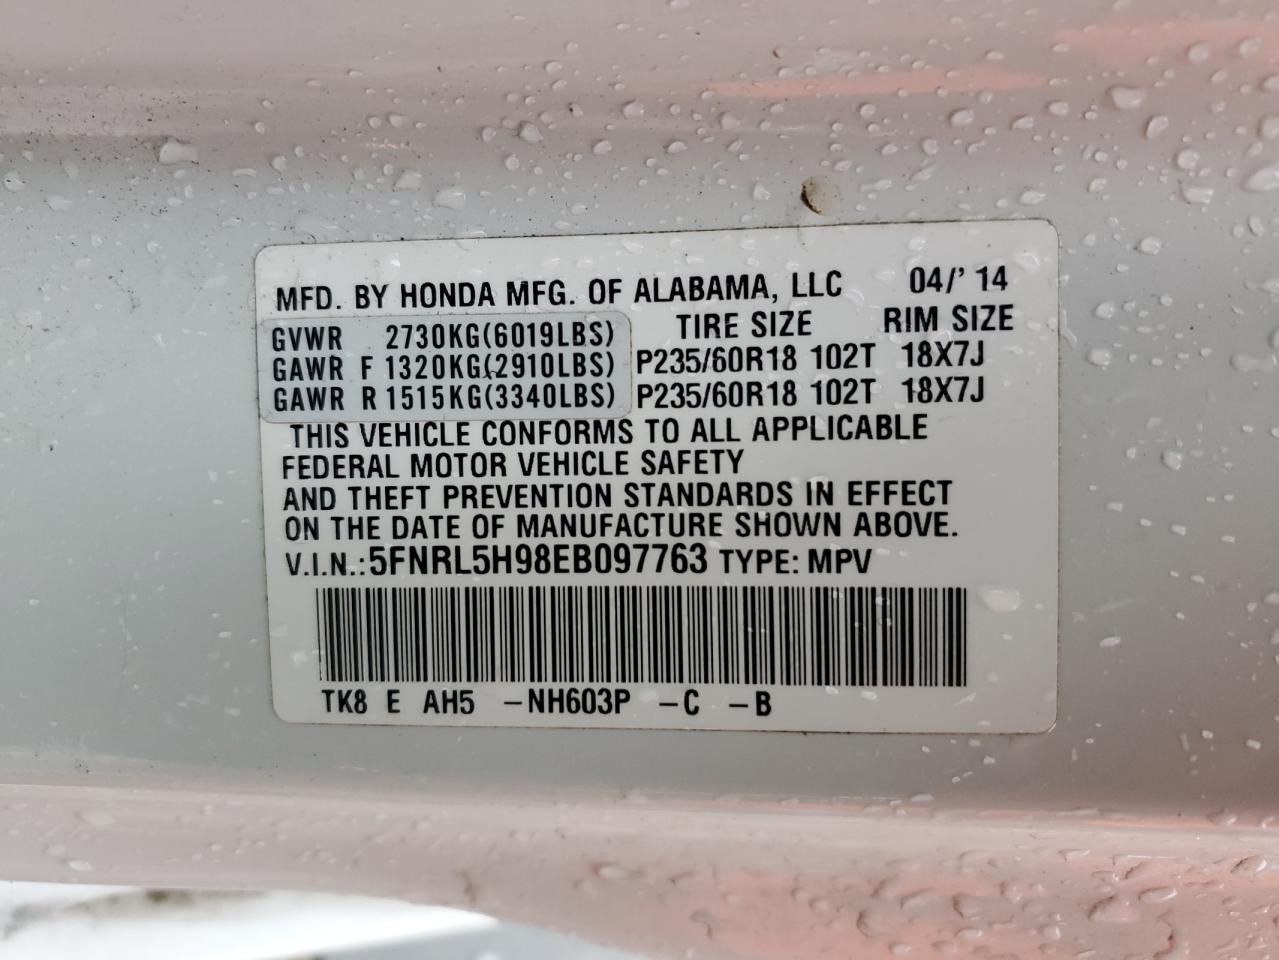 MFD. BY HONDA MFG. OF ALABAMA, LLC 04/' 14
GVWR 2730KG(6019LBS) TIRE SIZE RIM SIZE
GAWR F 1320KG(2910LBS) P235/60R18 102T 18X7J
GAWR R 1515KG(3340LBS) P235/60R18 102T 18X7J
THIS VEHICLE CONFORMS TO ALL APPLICABLE
FEDERAL MOTOR VEHICLE SAFETY
AND THEFT PREVENTION STANDARDS IN EFFECT
ON THE DATE OF MANUFACTURE SHOWN ABOVE.
V.I.N.: 5FNRL5H98EB097763 TYPE: MPV
TK8 E AH5 -NH603P -C -B